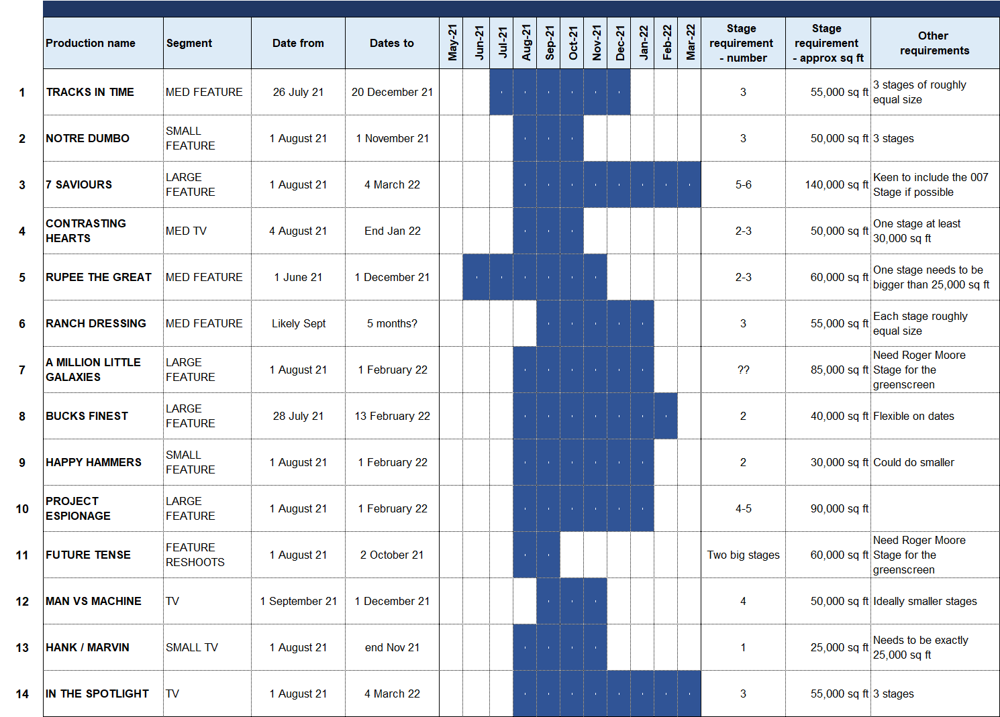 Production name Segment Date from Dates to May-21 Jun-21 Jul-21 Aug-21 Sep-21 Oct-21 Nov-21 Dec-21 Jan-22 Feb-22 Mar-22
Stage
requirement
- number
Stage
requirement
- approx sq ft
Other
requirements
1 TRACKS IN TIME MED FEATURE 26 July 21 20 December 21 3 55,000 sq ft
3 stages of roughly
equal size
2 NOTRE DUMBO
SMALL
FEATURE
1 August 21 1 November 21 3 50,000 sq ft 3 stages
3 7 SAVIOURS
LARGE
FEATURE
1 August 21 4 March 22 5-6 140,000 sq ft
Keen to include the 007
Stage if possible
4
CONTRASTING
HEARTS
MED TV 4 August 21 End Jan 22 2-3 50,000 sq ft
One stage at least
30,000 sq ft
5 RUPEE THE GREAT MED FEATURE 1 June 21 1 December 21 2-3 60,000 sq ft
One stage needs to be
bigger than 25,000 sq ft
6 RANCH DRESSING MED FEATURE Likely Sept 5 months? 3 55,000 sq ft
Each stage roughly
equal size
7
A MILLION LITTLE
GALAXIES
LARGE
FEATURE
1 August 21 1 February 22 ?? 85,000 sq ft
Need Roger Moore
Stage for the
greenscreen
8 BUCKS FINEST
LARGE
FEATURE
28 July 21 13 February 22 2 40,000 sq ft Flexible on dates
9 HAPPY HAMMERS
SMALL
FEATURE
1 August 21 1 February 22 2 30,000 sq ft Could do smaller
10
PROJECT
ESPIONAGE
LARGE
FEATURE
1 August 21 1 February 22 4-5 90,000 sq ft
11 FUTURE TENSE
FEATURE
RESHOOTS
1 August 21 2 October 21 Two big stages 60,000 sq ft
Need Roger Moore
Stage for the
greenscreen
12 MAN VS MACHINE TV 1 September 21 1 December 21 4 50,000 sq ft Ideally smaller stages
13 HANK / MARVIN SMALL TV 1 August 21 end Nov 21 1 25,000 sq ft
Needs to be exactly
25,000 sq ft
14 IN THE SPOTLIGHT TV 1 August 21 4 March 22 3 55,000 sq ft 3 stages